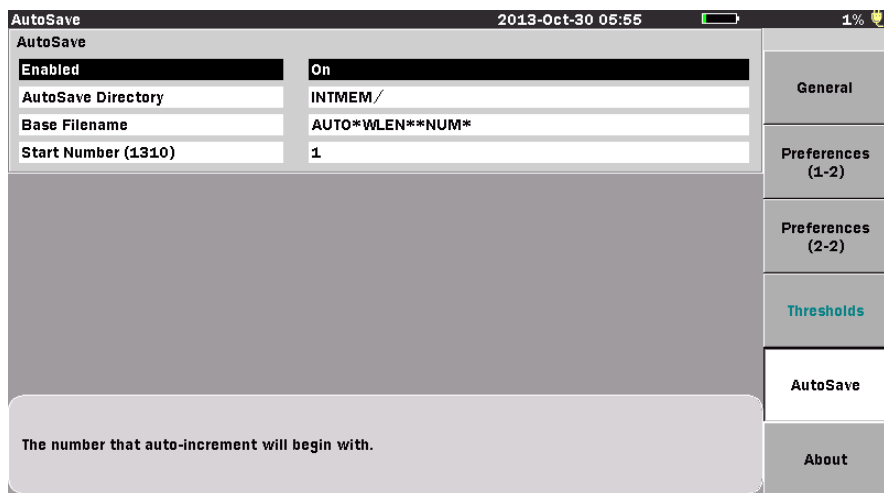 AutoSave 2013-Oct-30 05:55 1%
AutoSave
Enabled On
AutoSave Directory INTMEM/
Base Filename AUTO*WLEN**NUM*
Start Number (1310) 1
The number that auto-increment will begin with.
General
Preferences
(1-2)
Preferences
(2-2)
Thresholds
AutoSave
About